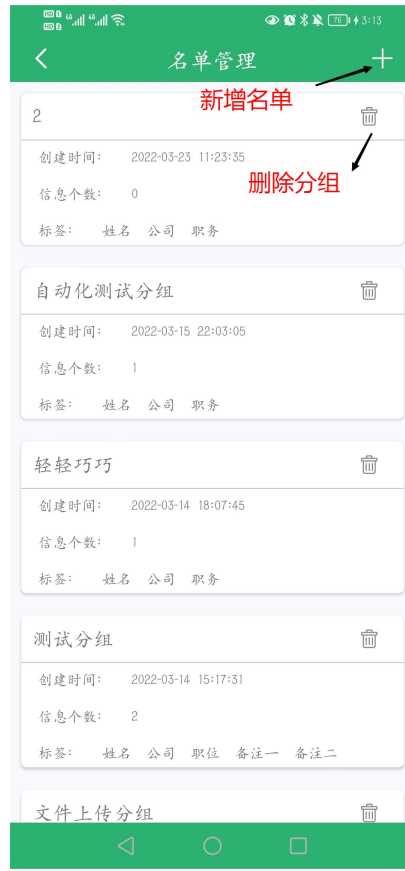 HD B HD B 46 46 76 3:13
名单管理
新增名单
2
创建时间: 2022-03-23 11:23:35
删除分组
信息个数: 0
标签: 姓名 公司 职务
自动化测试分组
创建时间: 2022-03-15 22:03:05
信息个数: 1
标签: 姓名 公司 职务
轻轻巧巧
创建时间: 2022-03-14 18:07:45
信息个数: 1
标签: 姓名 公司 职务
测试分组
创建时间: 2022-03-14 15:17:31
信息个数: 2
标签: 姓名 公司 职位 备注一 备注二
文件上传分组